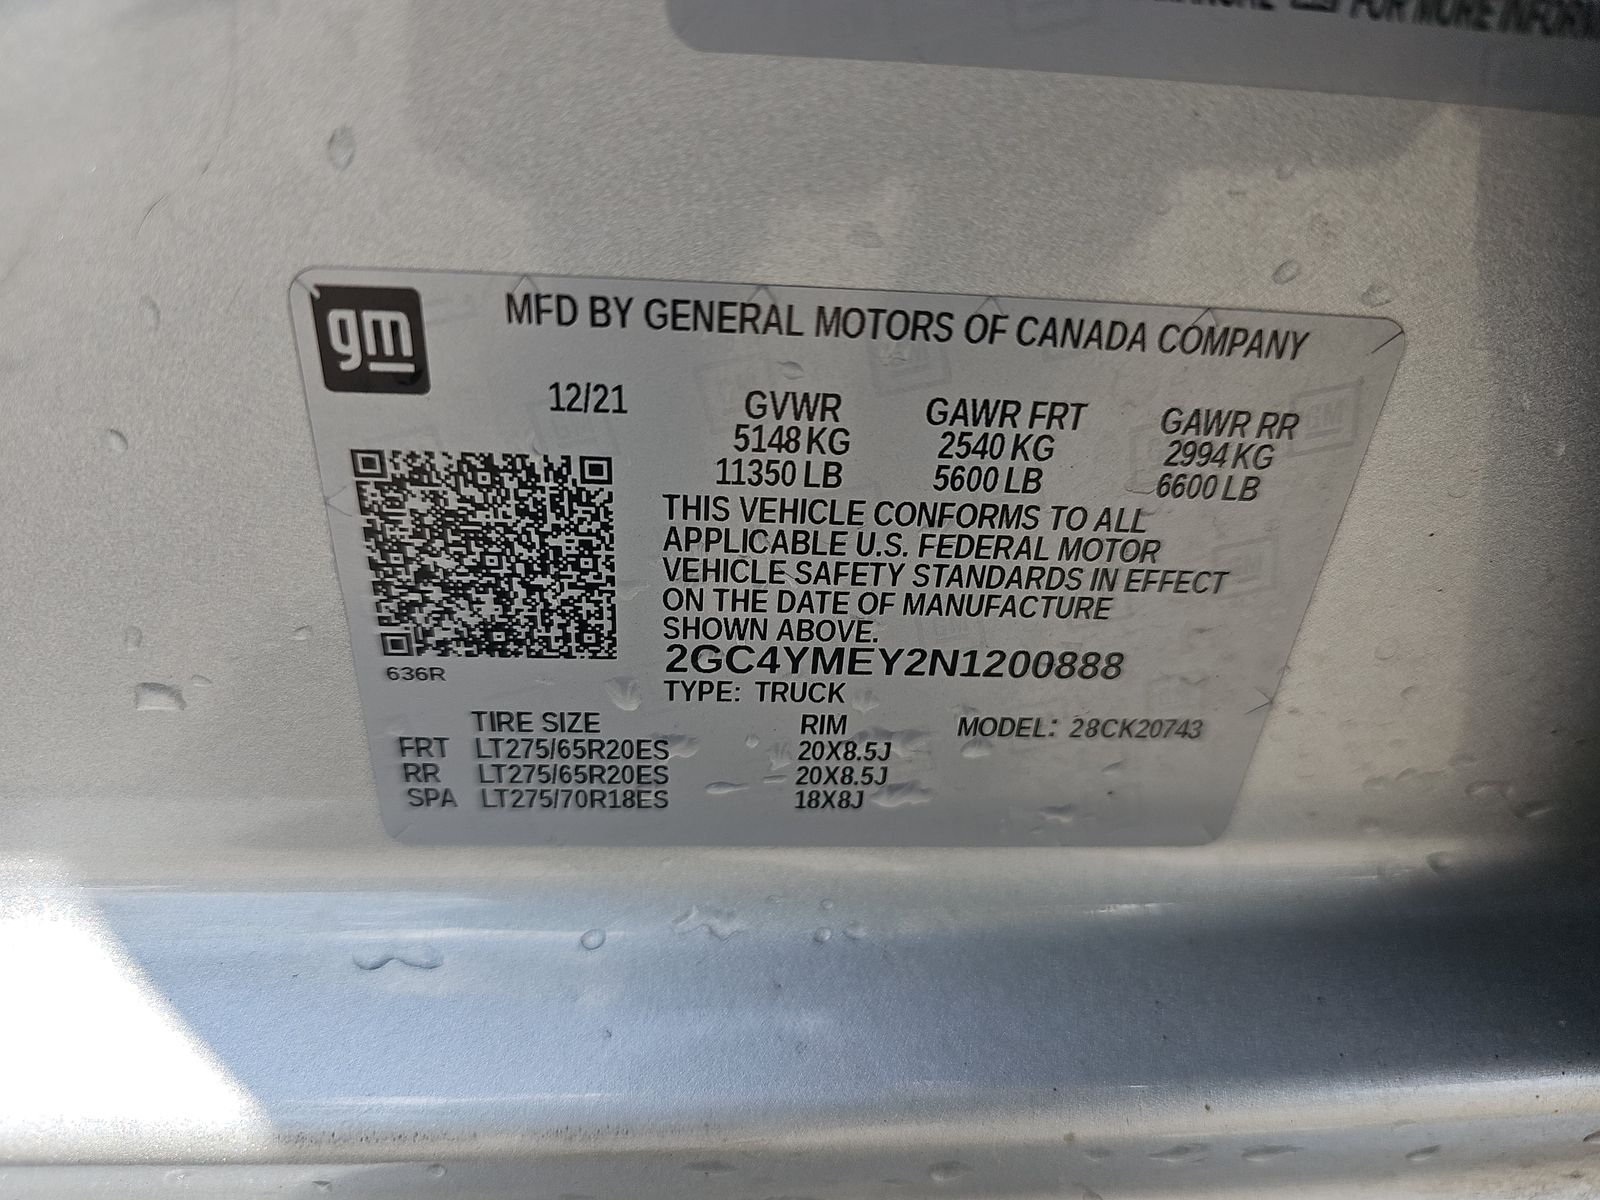 FOR MORE INFORM
gm
MFD BY GENERAL MOTORS OF CANADA COMPANY
12/21 GVWR GAWR FRT GAWR RR
5148 KG 2540 KG 2994 KG
11350 LB 5600 LB 6600 LB
THIS VEHICLE CONFORMS TO ALL
APPLICABLE U.S. FEDERAL MOTOR
VEHICLE SAFETY STANDARDS IN EFFECT
ON THE DATE OF MANUFACTURE
SHOWN ABOVE.
636R
2GC4YMEY2N1200888
TYPE: TRUCK
TIRE SIZE RIM MODEL: 28CK20743
FRT LT275/65R20ES 20X8.5J
RR LT275/65R20ES 20X8.5J
SPA LT275/70R18ES 18X8J